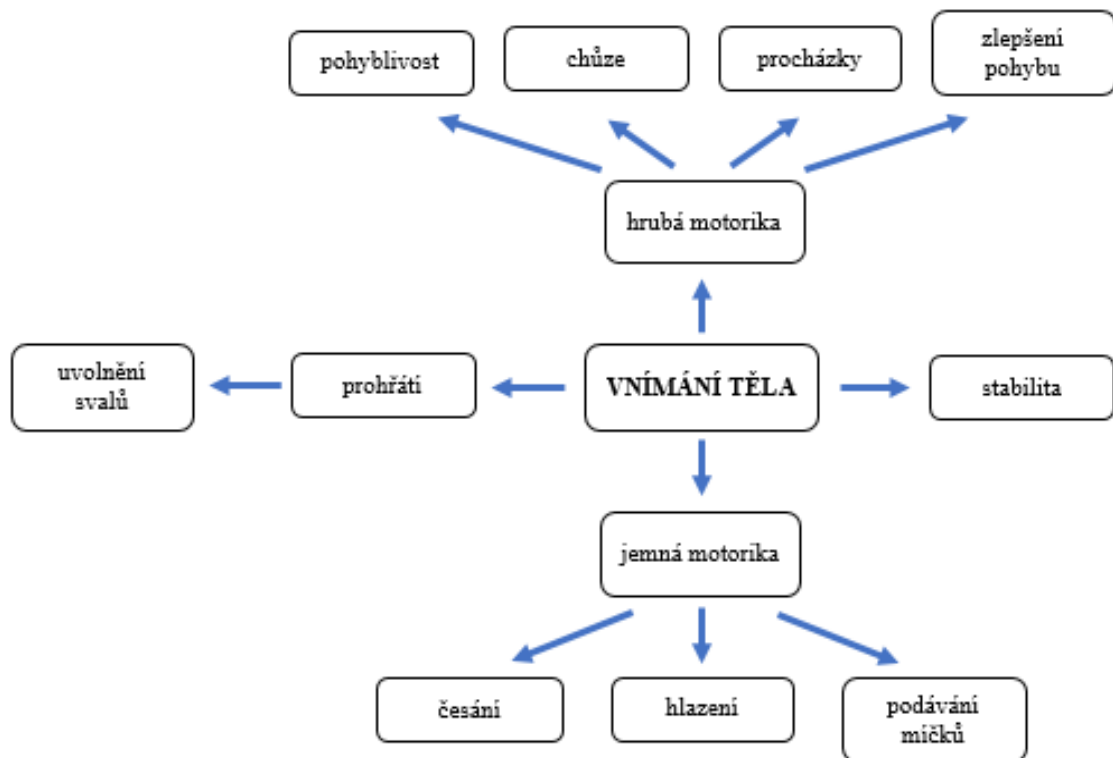 pohyblivost
chůze
procházky
zlepšení
pohybu
hrubá motorika
uvolnění
svalů
prohřátí
VNÍMÁNÍ TĚLA
stabilita
jemná motorika
česání
hlazení
podávání
míčků